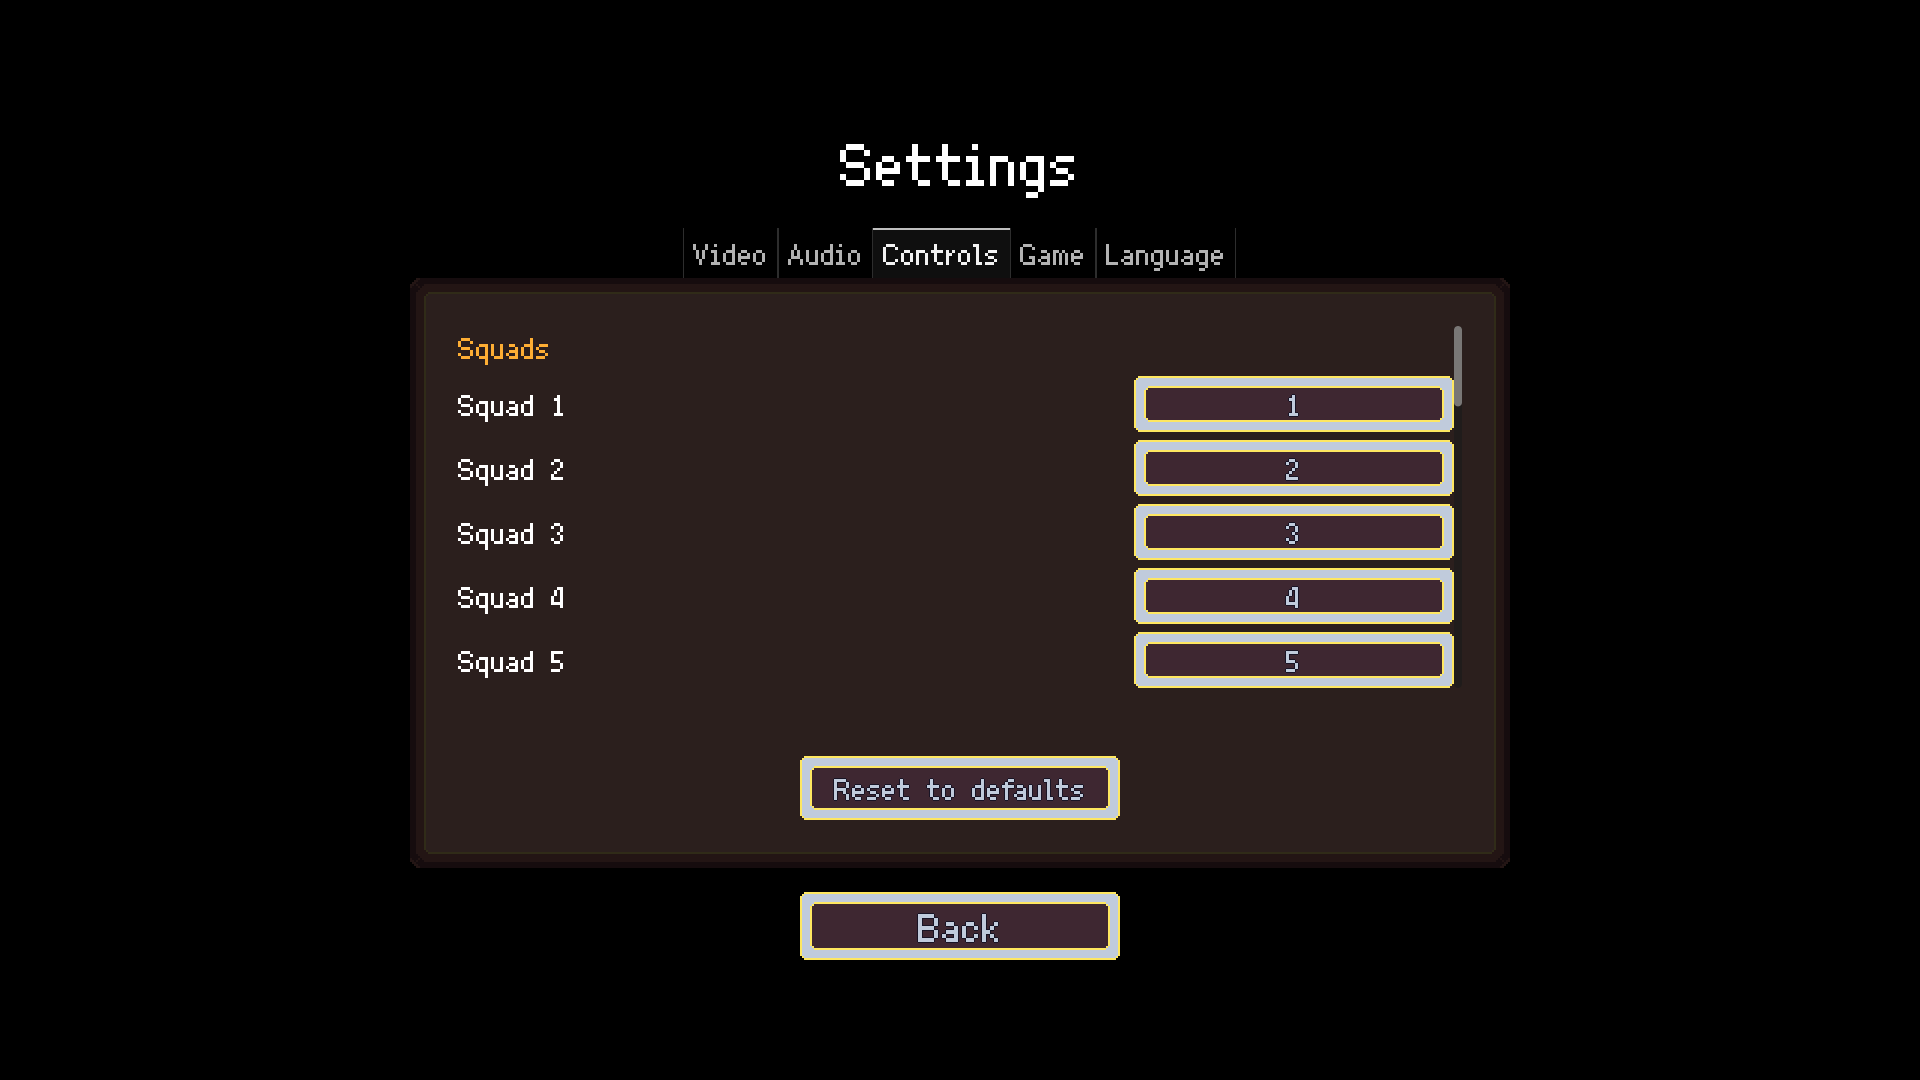 Settings
Video Audio Controls Game Language
Squads
Squad 1 1
Squad 2 2
Squad 3 3
Squad 4 4
Squad 5 5
Reset to defaults
Back